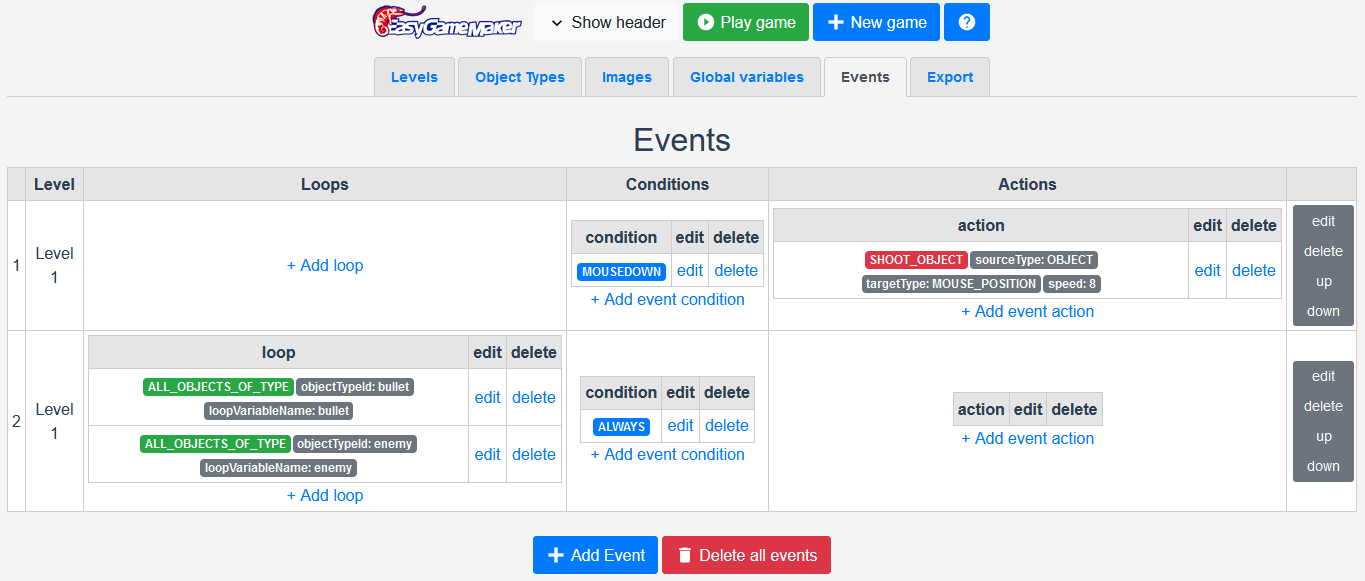 EasyGameMaker
Show header
Play game
New game
?
Levels
Object Types
Images
Global variables
Events
Export
Events
Level Loops Conditions Actions
1
Level
1
+ Add loop
condition edit delete
MOUSEDOWN edit delete
+ Add event condition
action edit delete
SHOOT_OBJECT sourceType: OBJECT
targetType: MOUSE_POSITION speed: 8
edit delete
+ Add event action
edit
delete
up
down
2
Level
1
loop edit delete
ALL_OBJECTS_OF_TYPE objectTypeId: bullet
loopVariableName: bullet
edit delete
ALL_OBJECTS_OF_TYPE objectTypeId: enemy
loopVariableName: enemy
edit delete
+ Add loop
condition edit delete
ALWAYS edit delete
+ Add event condition
action edit delete
+ Add event action
edit
delete
up
down
Add Event
Delete all events